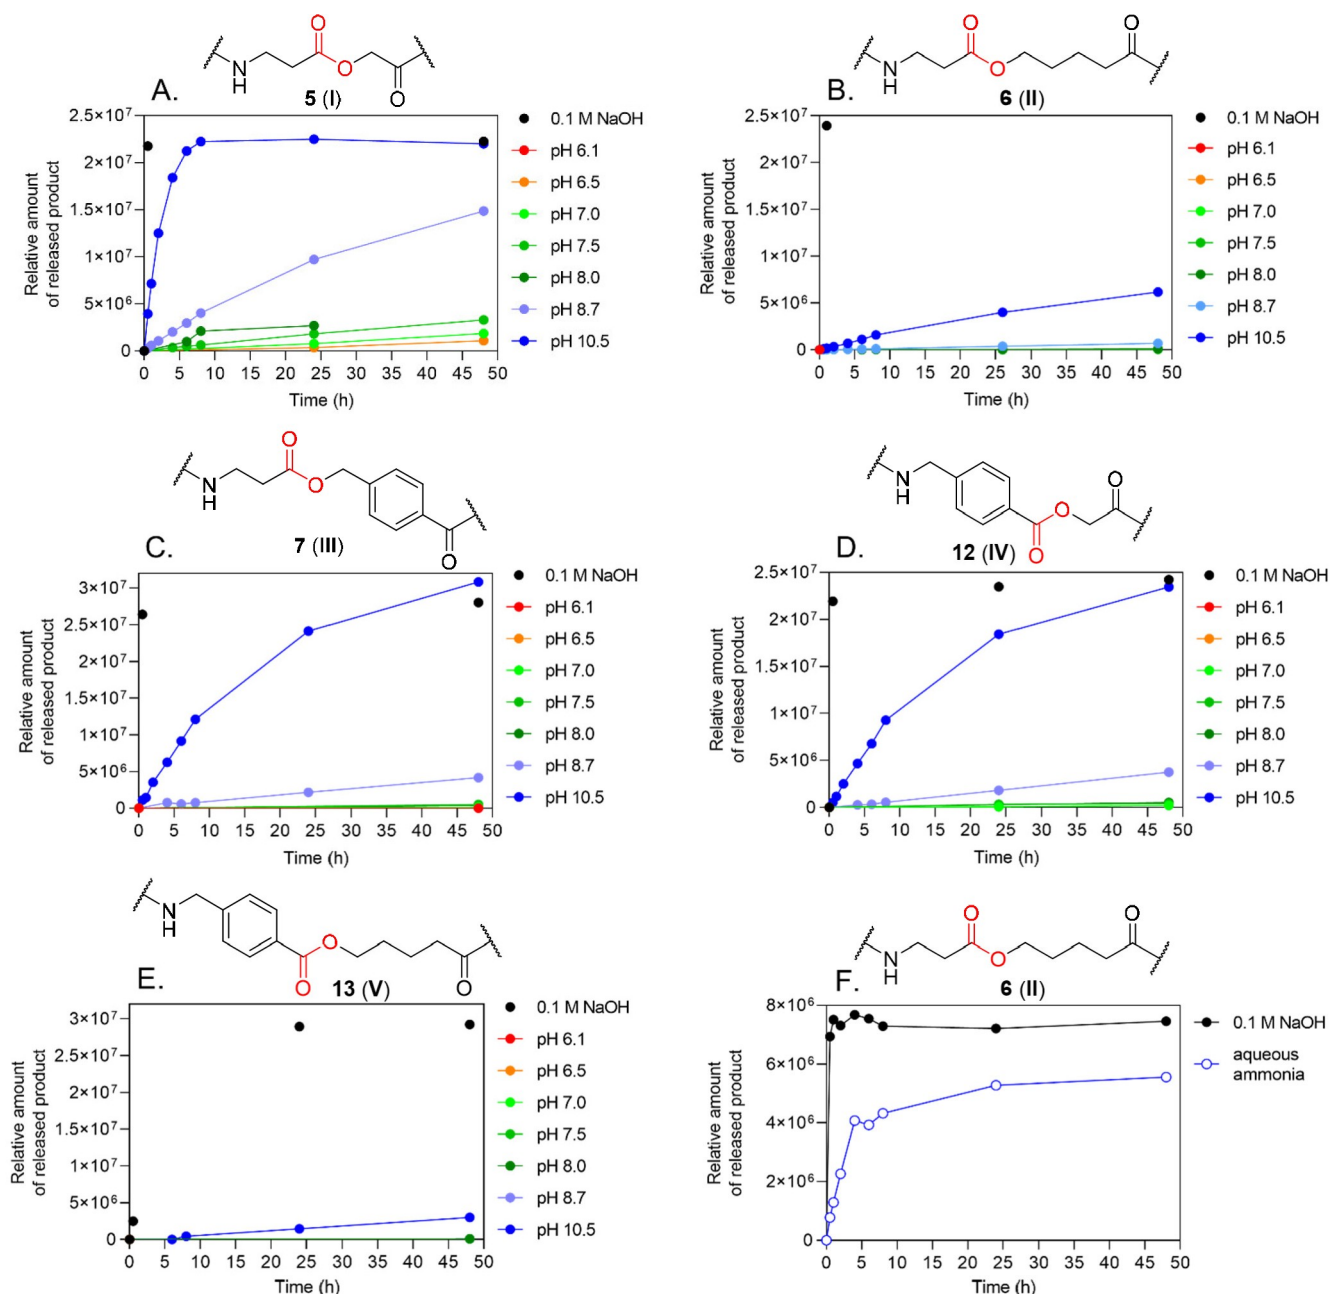 O
N
H
O
O
5 (I)
A.
2.5×10⁷
2×10⁷
1.5×10⁷
1×10⁷
5×10⁶
0
0 5 10 15 20 25 30 35 40 45 50
Time (h)
Relative amount
of released product
0.1 M NaOH
pH 6.1
pH 6.5
pH 7.0
pH 7.5
pH 8.0
pH 8.7
pH 10.5
O
O
N
H
O
6 (II)
B.
2.5×10⁷
2×10⁷
1.5×10⁷
1×10⁷
5×10⁶
0
0 5 10 15 20 25 30 35 40 45 50
Time (h)
Relative amount
of released product
0.1 M NaOH
pH 6.1
pH 6.5
pH 7.0
pH 7.5
pH 8.0
pH 8.7
pH 10.5
O
N
H
O
O
7 (III)
C.
3×10⁷
2.5×10⁷
2×10⁷
1.5×10⁷
1×10⁷
5×10⁶
0
0 5 10 15 20 25 30 35 40 45 50
Time (h)
Relative amount
of released product
0.1 M NaOH
pH 6.1
pH 6.5
pH 7.0
pH 7.5
pH 8.0
pH 8.7
pH 10.5
N
H
O
O
O
12 (IV)
D.
2.5×10⁷
2×10⁷
1.5×10⁷
1×10⁷
5×10⁶
0
0 5 10 15 20 25 30 35 40 45 50
Time (h)
Relative amount
of released product
0.1 M NaOH
pH 6.1
pH 6.5
pH 7.0
pH 7.5
pH 8.0
pH 8.7
pH 10.5
N
H
O
O
O
13 (V)
E.
3×10⁷
2.5×10⁷
2×10⁷
1.5×10⁷
1×10⁷
5×10⁶
0
0 5 10 15 20 25 30 35 40 45 50
Time (h)
Relative amount
of released product
0.1 M NaOH
pH 6.1
pH 6.5
pH 7.0
pH 7.5
pH 8.0
pH 8.7
pH 10.5
O
O
N
H
O
6 (II)
F.
8×10⁶
6×10⁶
4×10⁶
2×10⁶
0
0 5 10 15 20 25 30 35 40 45 50
Time (h)
Relative amount
of released product
0.1 M NaOH
aqueous
ammonia